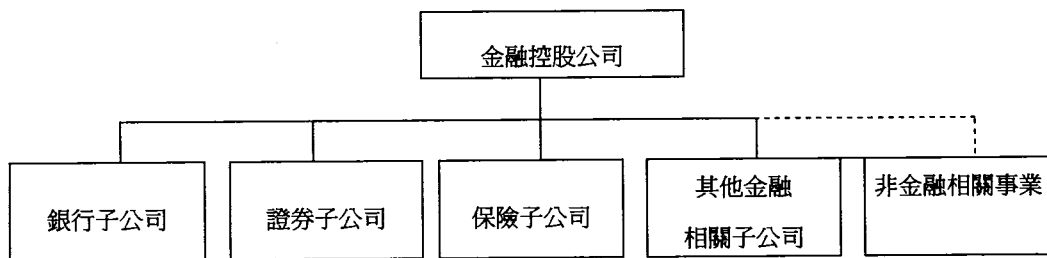 金融控股公司
銀行子公司
證券子公司
保險子公司
其他金融
相關子公司
非金融相關事業